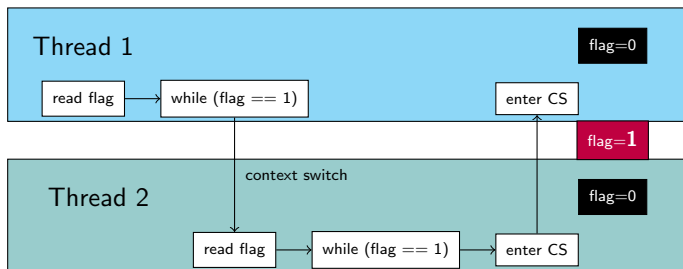 Thread 1
flag=0
read flag
while (flag == 1)
enter CS
flag=1
context switch
Thread 2
flag=0
read flag
while (flag == 1)
enter CS